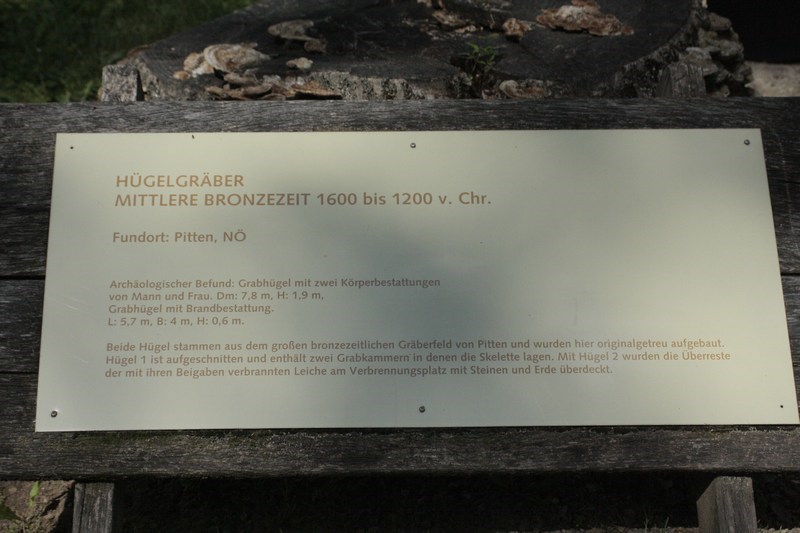 HÜGELGRÄBER
MITTLERE BRONZEZEIT 1600 bis 1200 v. Chr.
Fundort: Pitten, NÖ
Archäologischer Befund: Grabhügel mit zwei Körperbestattungen
von Mann und Frau. Dm: 7,8 m, H: 1,9 m,
Grabhügel mit Brandbestattung.
L: 5,7 m, B: 4 m, H: 0,6 m.
Beide Hügel stammen aus dem großen bronzezeitlichen Gräberfeld von Pitten und wurden hier originalgetreu aufgebaut.
Hügel 1 ist aufgeschnitten und enthält zwei Grabkammern in denen die Skelette lagen. Mit Hügel 2 wurden die Überreste
der mit ihren Beigaben verbrannten Leiche am Verbrennungsplatz mit Steinen und Erde überdeckt.